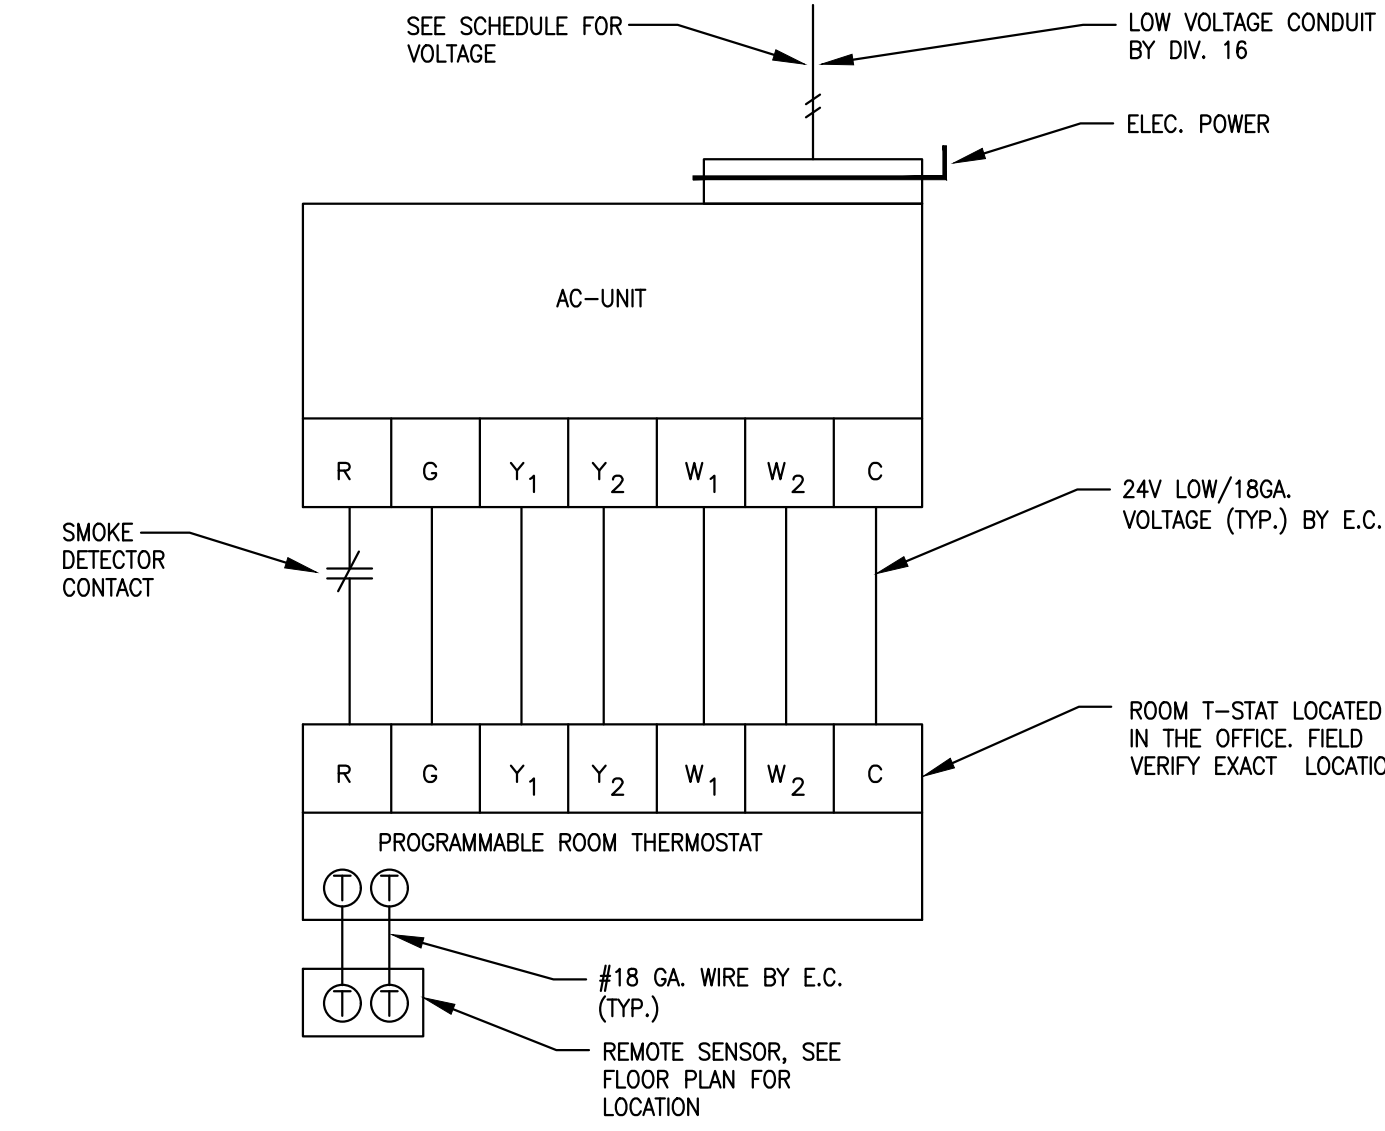 SEE SCHEDULE FOR
VOLTAGE
LOW VOLTAGE CONDUIT
BY DIV. 16
ELEC. POWER
AC-UNIT
R G Y1 Y2 W1 W2 C
24V LOW/18GA.
VOLTAGE (TYP.) BY E.C.
SMOKE
DETECTOR
CONTACT
ROOM T-STAT LOCATED
IN THE OFFICE. FIELD
VERIFY EXACT LOCATIO
R G Y1 Y2 W1 W2 C
PROGRAMMABLE ROOM THERMOSTAT
T T
#18 GA. WIRE BY E.C.
(TYP.)
T T
REMOTE SENSOR, SEE
FLOOR PLAN FOR
LOCATION